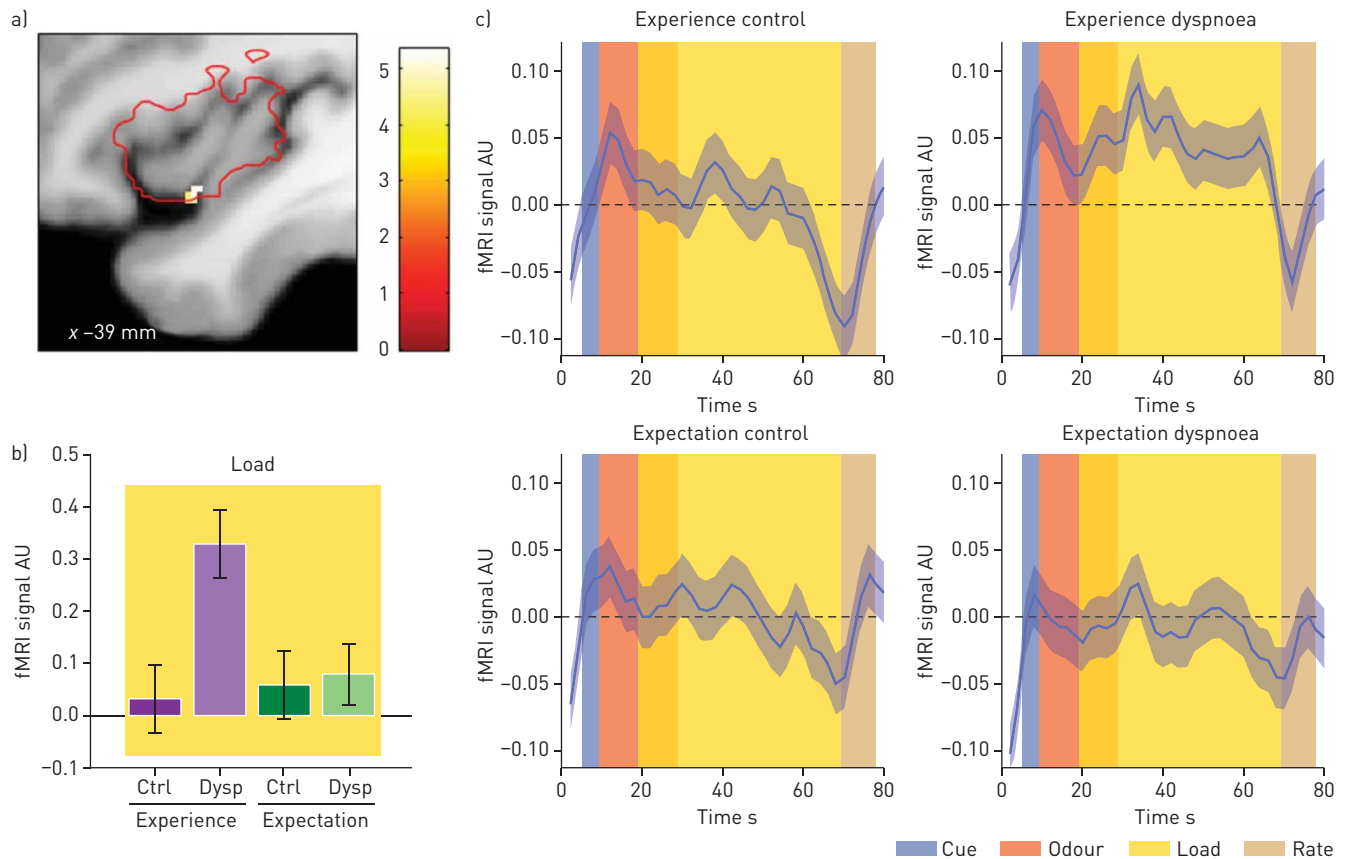 a)
5
4
3
2
1
0
x –39 mm
b)
Load
0.5
0.4
0.3
0.2
0.1
0.0
–0.1
fMRI signal AU
Ctrl Dysp Ctrl Dysp
Experience Expectation
c)
Experience control
0.10
0.05
0.00
–0.05
–0.10
fMRI signal AU
0 20 40 60 80
Time s
Experience dyspnoea
0.10
0.05
0.00
–0.05
–0.10
fMRI signal AU
0 20 40 60 80
Time s
Expectation control
0.10
0.05
0.00
–0.05
–0.10
fMRI signal AU
0 20 40 60 80
Time s
Expectation dyspnoea
0.10
0.05
0.00
–0.05
–0.10
fMRI signal AU
0 20 40 60 80
Time s
Cue Odour Load Rate